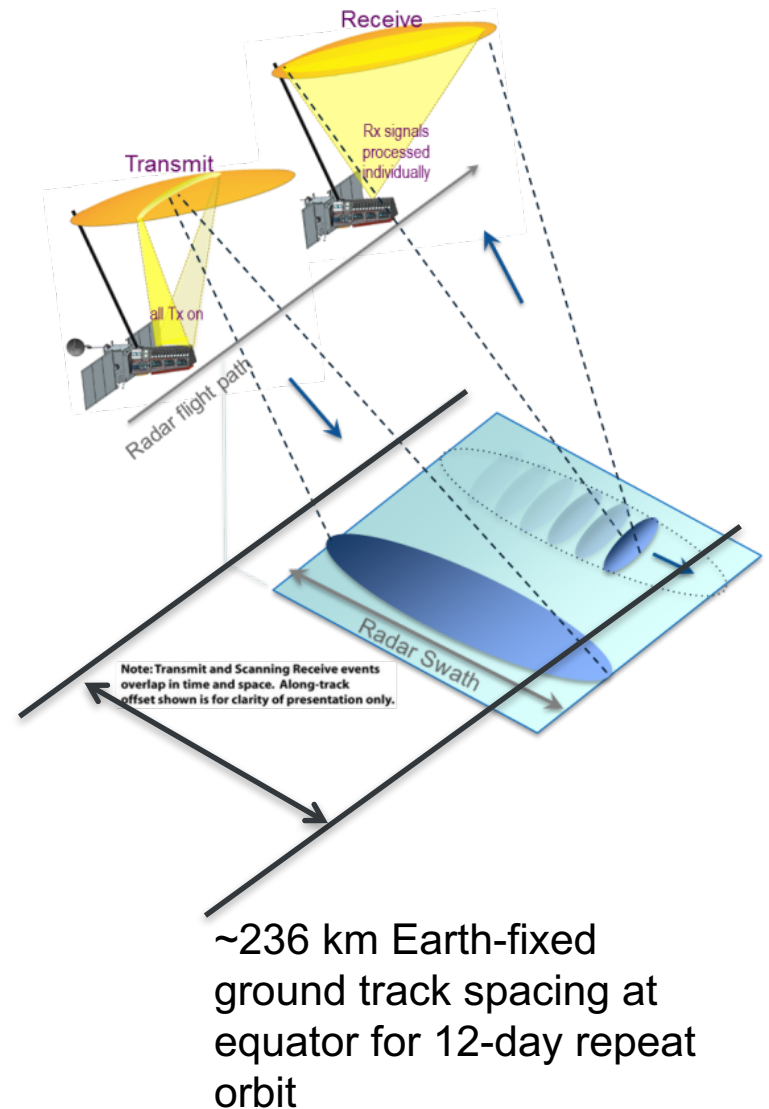 Receive
Rx signals
processed
individually
Transmit
all Tx on
Radar flight path
Radar Swath
Note: Transmit and Scanning Receive events
overlap in time and space. Along-track
offset shown is for clarity of presentation only.
~236 km Earth-fixed
ground track spacing at
equator for 12-day repeat
orbit